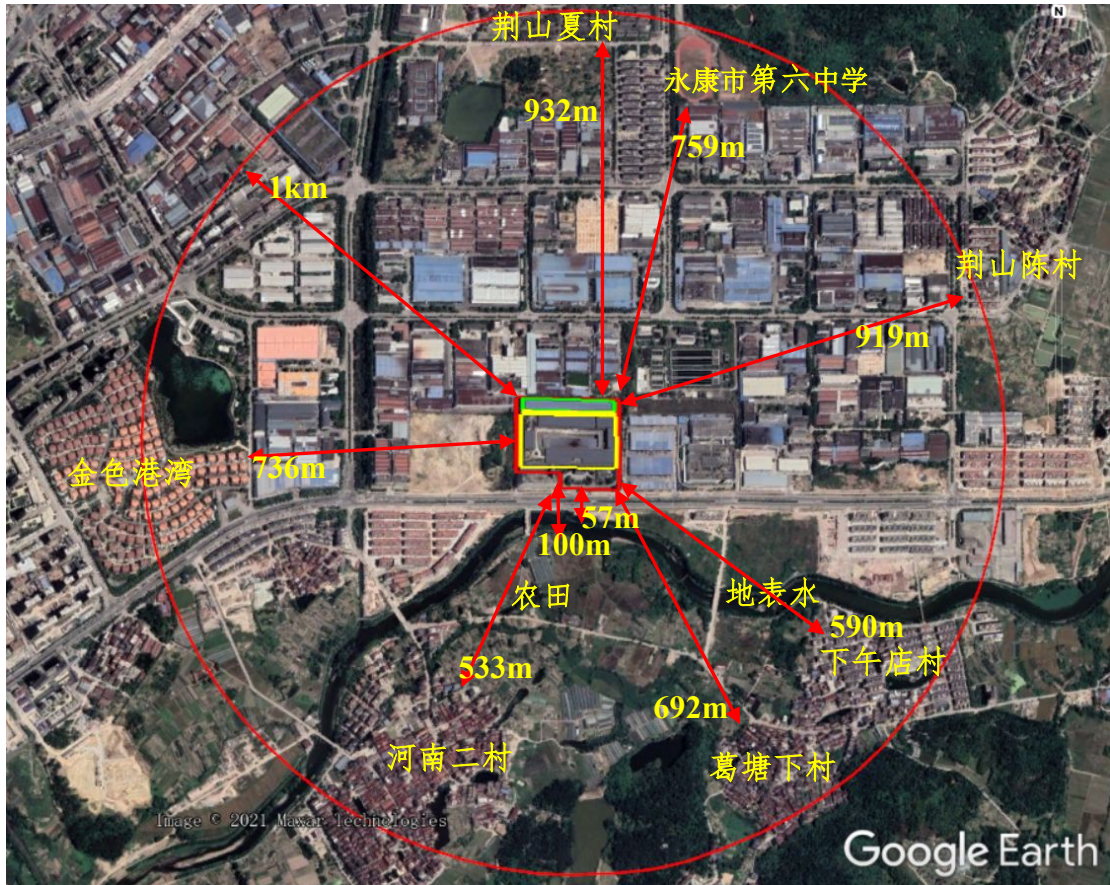 荆山夏村
N
永康市第六中学
932m
759m
1km
荆山陈村
919m
金色港湾
736m
57m
100m
农田
地表水
590m
下午店村
533m
692m
河南二村
葛塘下村
Image © 2021 Maxar Technologies
Google Earth